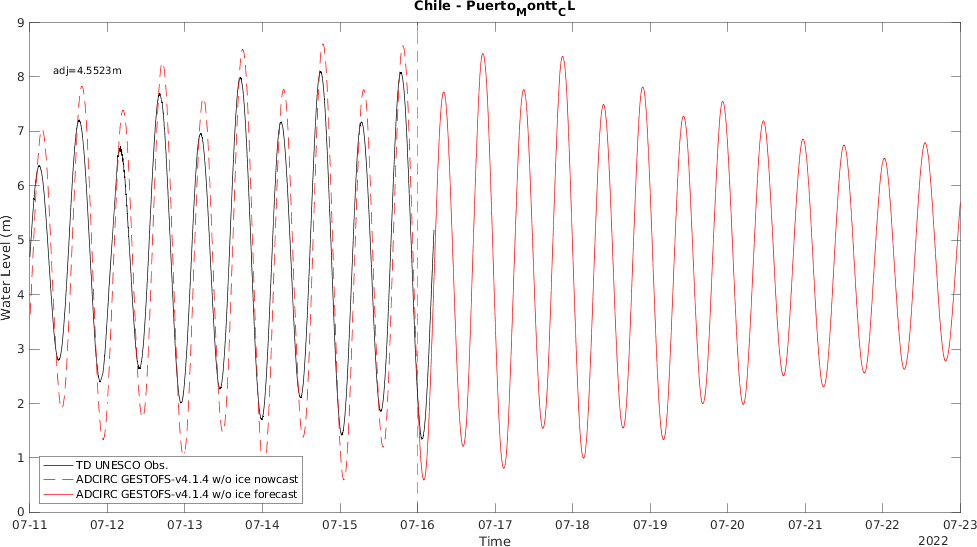 Chile - PuertoMonttCL
9
8
7
6
5
4
3
2
1
0
Water Level (m)
adj=4.5523m
TD UNESCO Obs.
ADCIRC GESTOFS-v4.1.4 w/o ice nowcast
ADCIRC GESTOFS-v4.1.4 w/o ice forecast
07-11 07-12 07-13 07-14 07-15 07-16 07-17 07-18 07-19 07-20 07-21 07-22 07-23
Time
2022